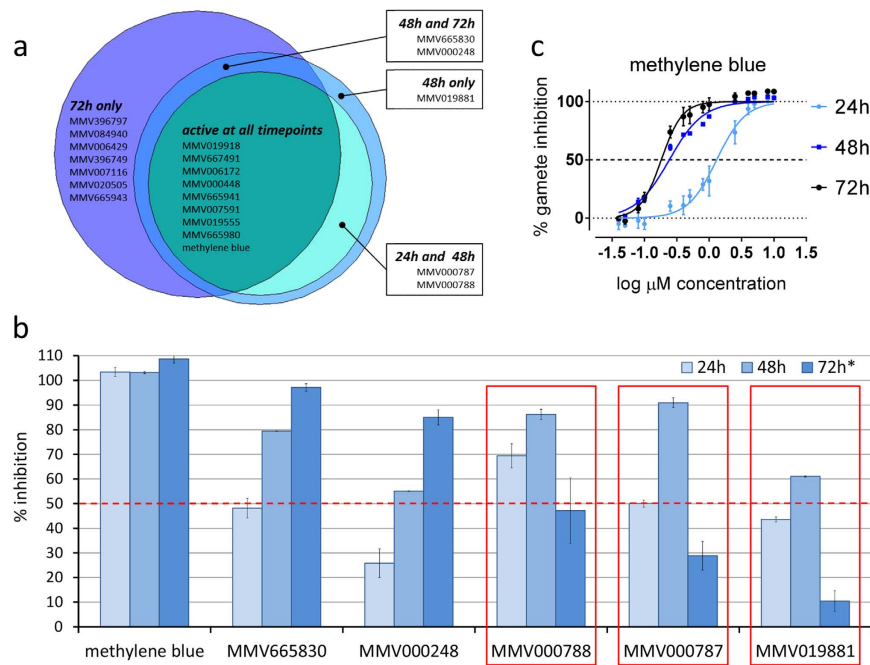 a
72h only
MMV396797
MMV084940
MMV006429
MMV396749
MMV007116
MMV020505
MMV665943
active at all timepoints
MMV019918
MMV667491
MMV006172
MMV000448
MMV665941
MMV007591
MMV019555
MMV665980
methylene blue
48h and 72h
MMV665830
MMV000248
48h only
MMV019881
24h and 48h
MMV000787
MMV000788
c
methylene blue
% gamete inhibition
100
50
0
-1.5 -1.0 -0.5 0.0 0.5 1.0 1.5
log µM concentration
24h
48h
72h
b
% inhibition
110
100
90
80
70
60
50
40
30
20
10
0
24h 48h 72h*
methylene blue MMV665830 MMV000248 MMV000788 MMV000787 MMV019881